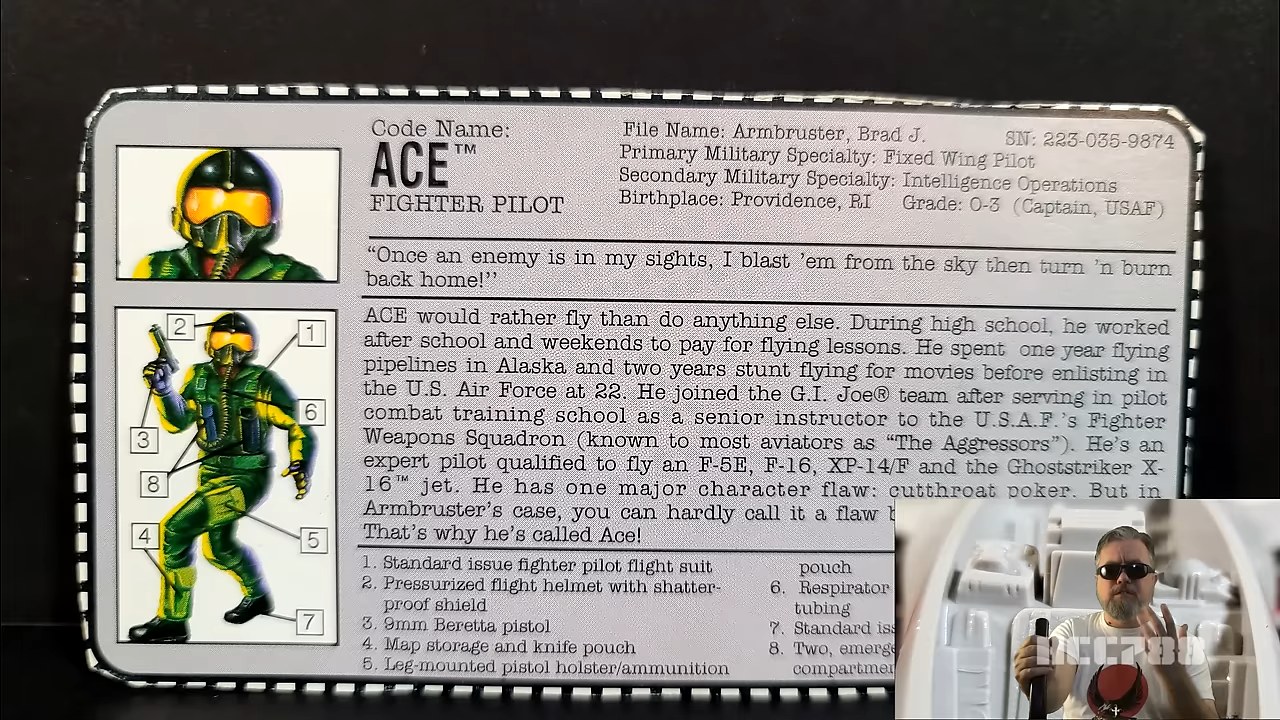 Code Name:
ACE™
FIGHTER PILOT
File Name: Armbruster, Brad J. SN: 223-035-9874
Primary Military Specialty: Fixed Wing Pilot
Secondary Military Specialty: Intelligence Operations
Birthplace: Providence, RI Grade: O-3 (Captain, USAF)
“Once an enemy is in my sights, I blast ’em from the sky then turn ’n burn
back home!’’
ACE would rather fly than do anything else. During high school, he worked
after school and weekends to pay for flying lessons. He spent one year flying
pipelines in Alaska and two years stunt flying for movies before enlisting in
the U.S. Air Force at 22. He joined the G.I. Joe® team after serving in pilot
combat training school as a senior instructor to the U.S.A.F.’s Fighter
Weapons Squadron (known to most aviators as “The Aggressors”). He’s an
expert pilot qualified to fly an F-5E, F-16, XP-14/F and the Ghoststriker X-
16™ jet. He has one major character flaw: cutthroat poker. But in
Armbruster’s case, you can hardly call it a flaw
That’s why he’s called Ace!
2
1
6
3
8
4
5
7
1. Standard issue fighter pilot flight suit
2. Pressurized flight helmet with shatter-
proof shield
3. 9mm Beretta pistol
4. Map storage and knife pouch
5. Leg-mounted pistol holster/ammunition
pouch
6. Respirator
tubing
7. Standard
8. Two,
HCC788